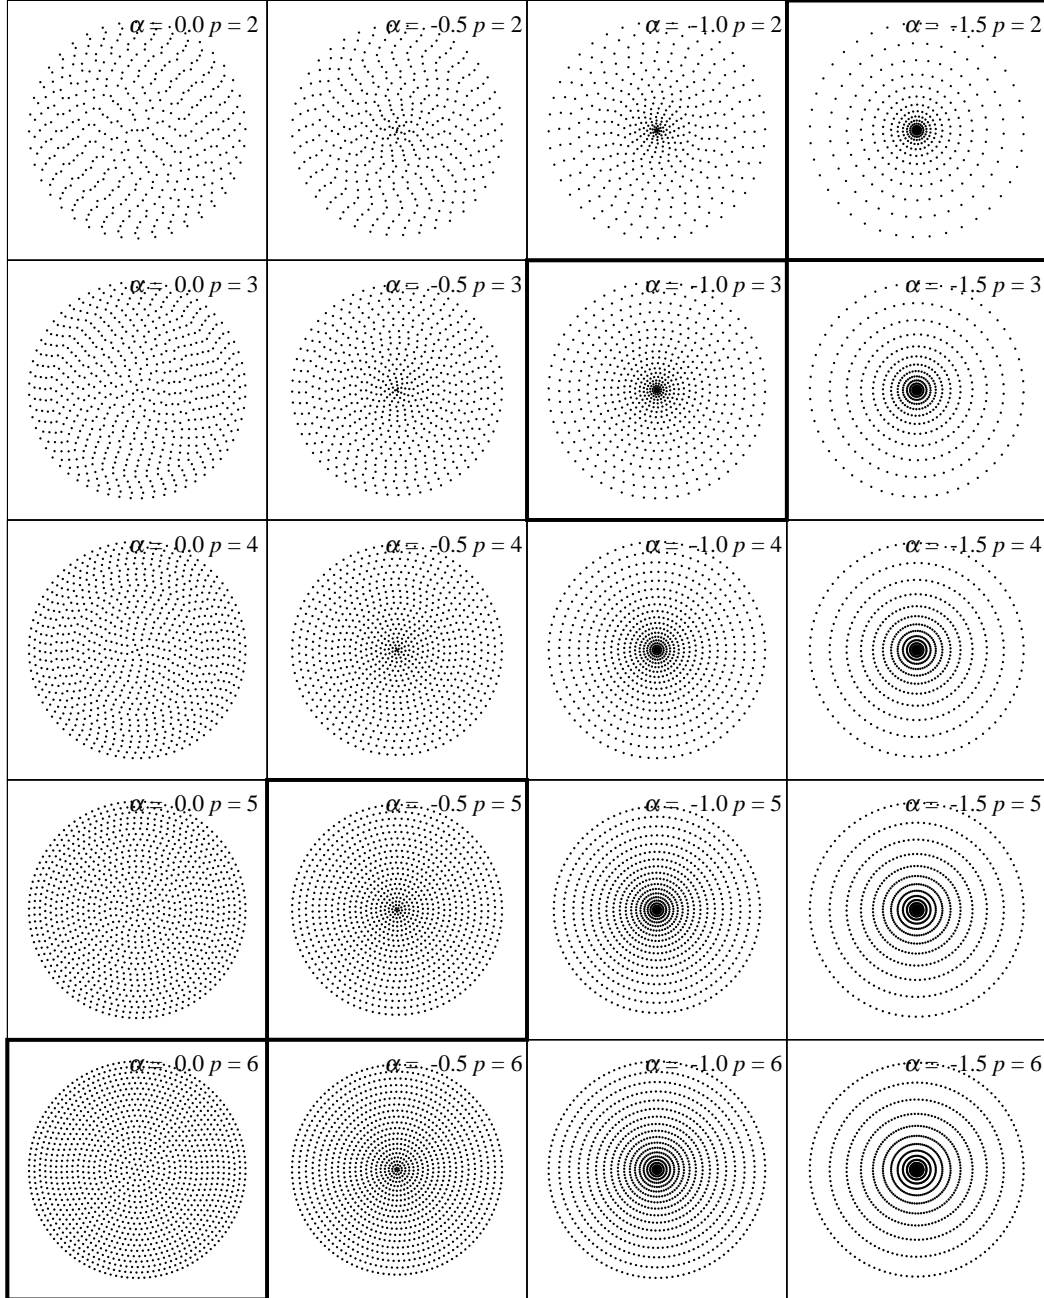 α = 0.0 p = 2
α = -0.5 p = 2
α = -1.0 p = 2
α = -1.5 p = 2
α = 0.0 p = 3
α = -0.5 p = 3
α = -1.0 p = 3
α = -1.5 p = 3
α = 0.0 p = 4
α = -0.5 p = 4
α = -1.0 p = 4
α = -1.5 p = 4
α = 0.0 p = 5
α = -0.5 p = 5
α = -1.0 p = 5
α = -1.5 p = 5
α = 0.0 p = 6
α = -0.5 p = 6
α = -1.0 p = 6
α = -1.5 p = 6